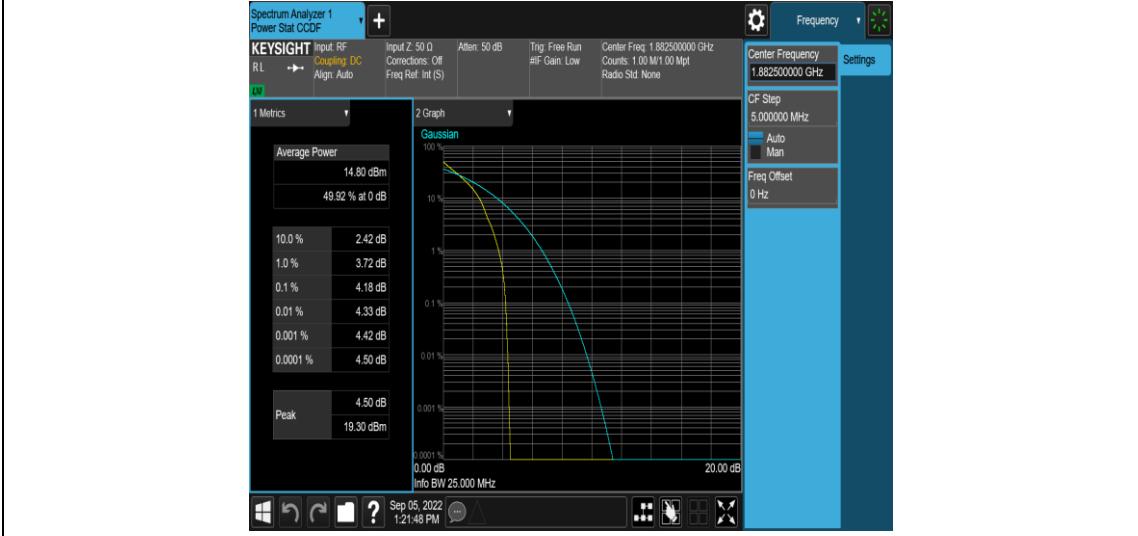 Spectrum Analyzer 1
Power Stat CCDF
+
Frequency
KEYSIGHT
RL
LXI
Input: RF
Coupling: DC
Align: Auto
Input Z: 50 Ω
Corrections: Off
Freq Ref: Int (S)
Atten: 50 dB
Trig: Free Run
#IF Gain: Low
Center Freq: 1.882500000 GHz
Counts: 1.00 M/1.00 Mpt
Radio Std: None
Center Frequency
1.882500000 GHz
Settings
CF Step
5.000000 MHz
Auto
Man
Freq Offset
0 Hz
1 Metrics
Average Power
14.80 dBm
49.92 % at 0 dB
10.0 % 2.42 dB
1.0 % 3.72 dB
0.1 % 4.18 dB
0.01 % 4.33 dB
0.001 % 4.42 dB
0.0001 % 4.50 dB
Peak
4.50 dB
19.30 dBm
2 Graph
Gaussian
100 %
10 %
1 %
0.1 %
0.01 %
0.001 %
0.0001 %
0.00 dB 20.00 dB
Info BW 25.000 MHz
?
Sep 05, 2022
1:21:48 PM